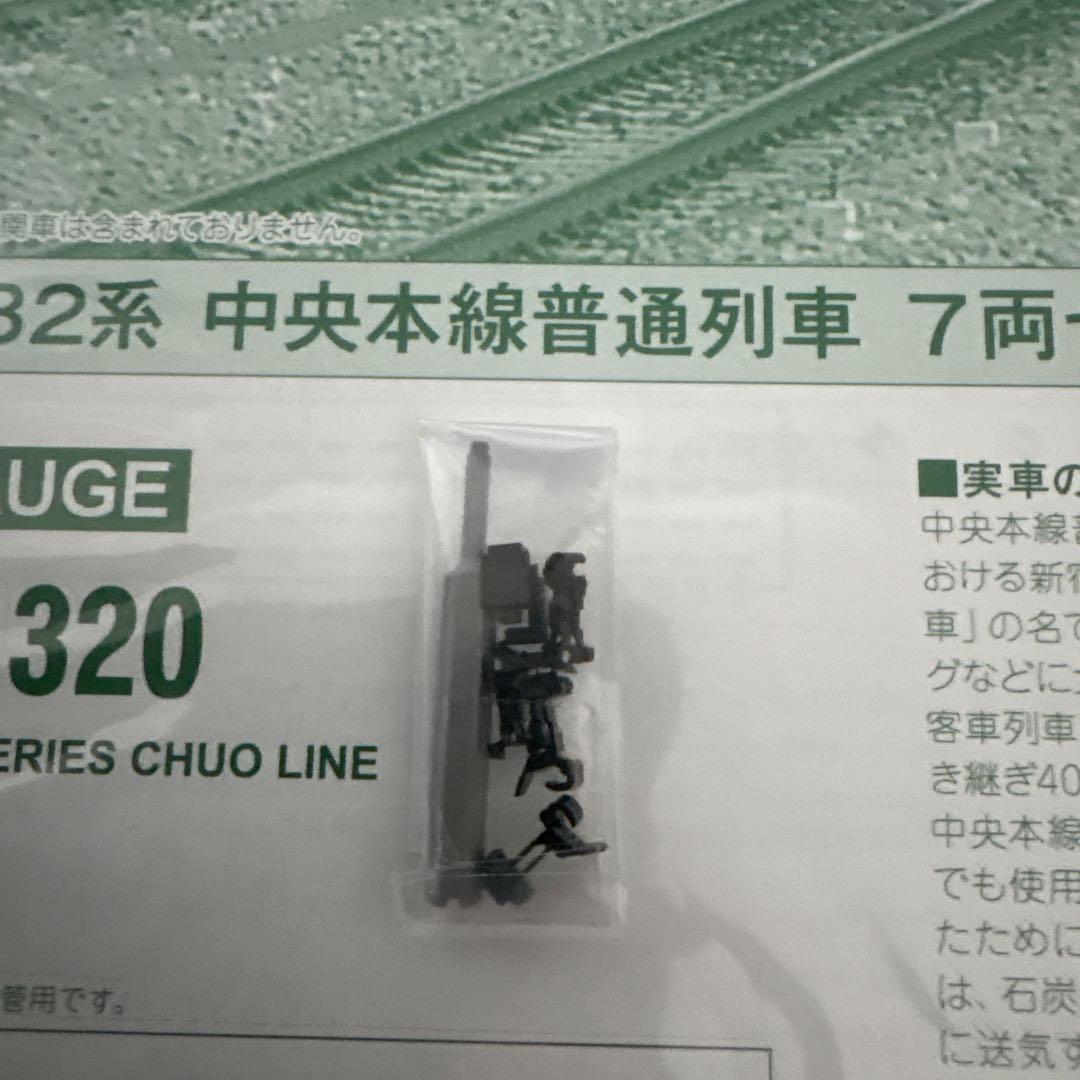 関車は含まれておりません。
32系 中央本線普通列車 7両
UGE
320
ERIES CHUO LINE
管用です。
■実車の
中央本線
おける新宿
車」の名で
グなどに
客車列車
き継ぎ40
中央本線
でも使用
たために
は、石炭
に送気す